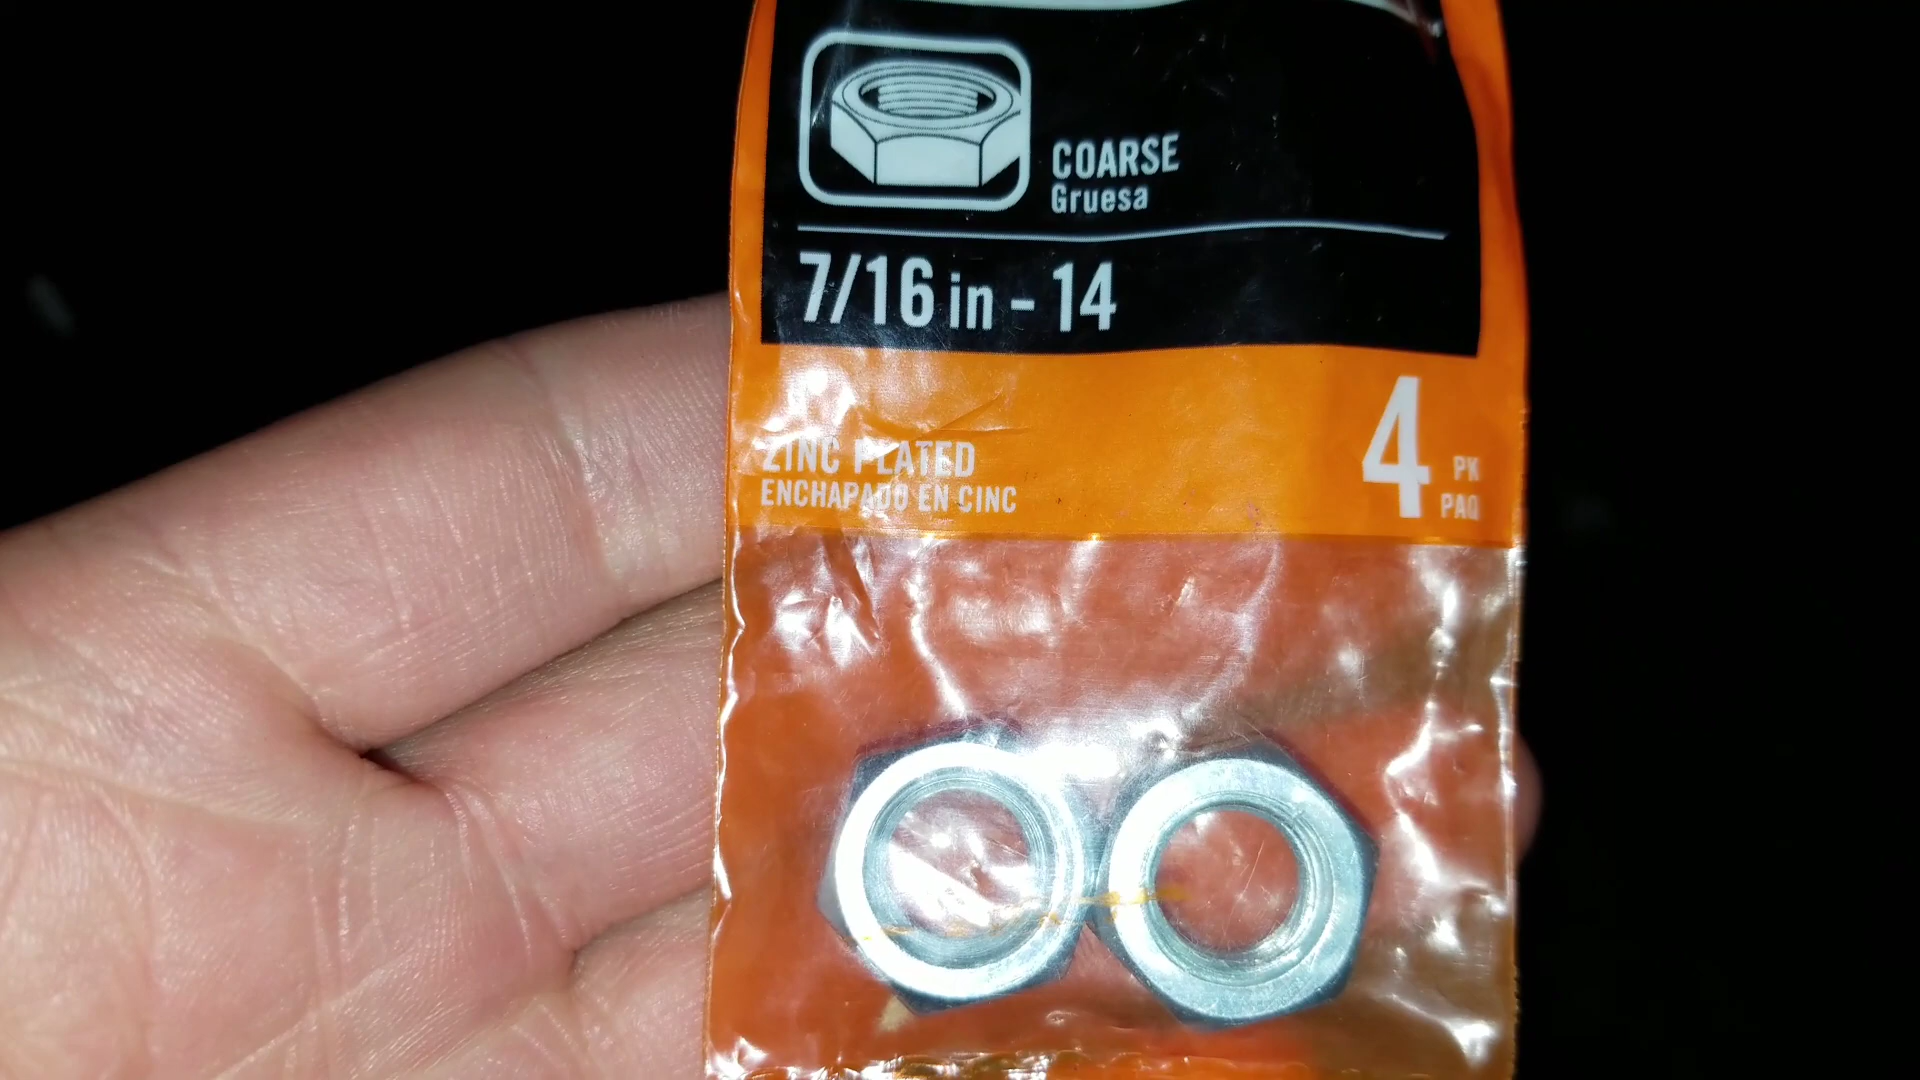 COARSE
Gruesa
7/16 in - 14
ZINC PLATED
ENCHAPADO EN CINC
4 PK
PAQ